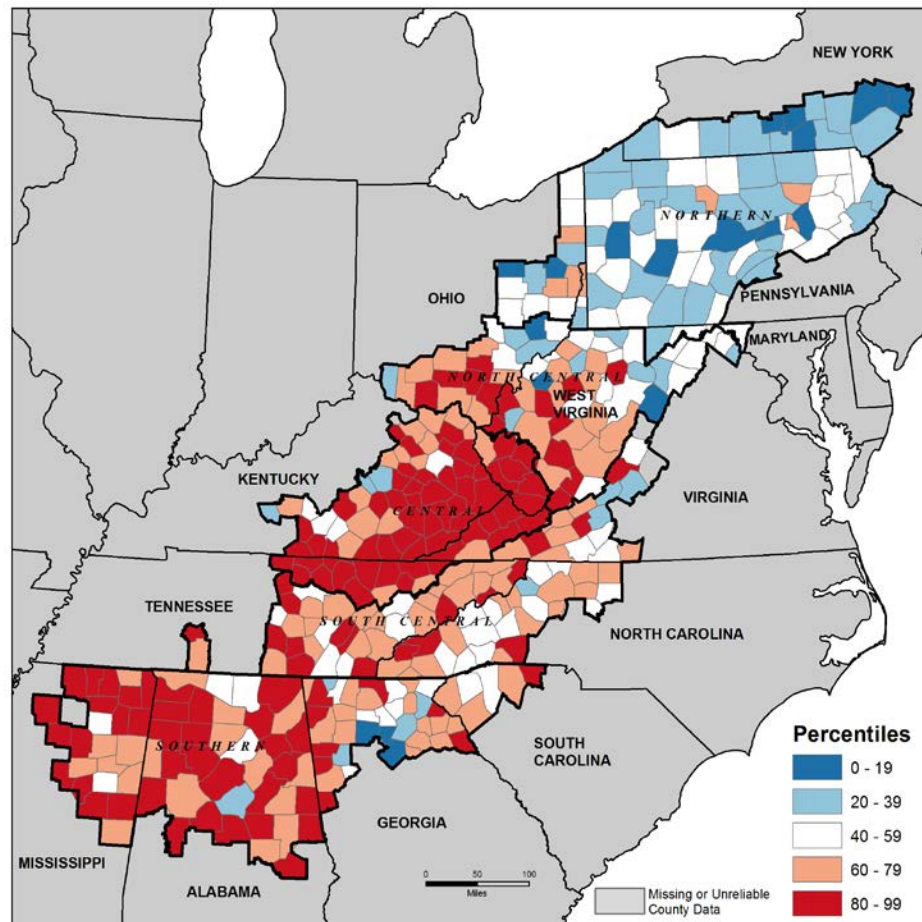 NEW YORK
NORTHERN
PENNSYLVANIA
OHIO
MARYLAND
NORTH CENTRAL
WEST
VIRGINIA
KENTUCKY
VIRGINIA
CENTRAL
TENNESSEE
SOUTH CENTRAL
NORTH CAROLINA
SOUTHERN
SOUTH
CAROLINA
GEORGIA
MISSISSIPPI
ALABAMA
0 50 100
Miles
Missing or Unreliable
County Data
Percentiles
0 - 19
20 - 39
40 - 59
60 - 79
80 - 99